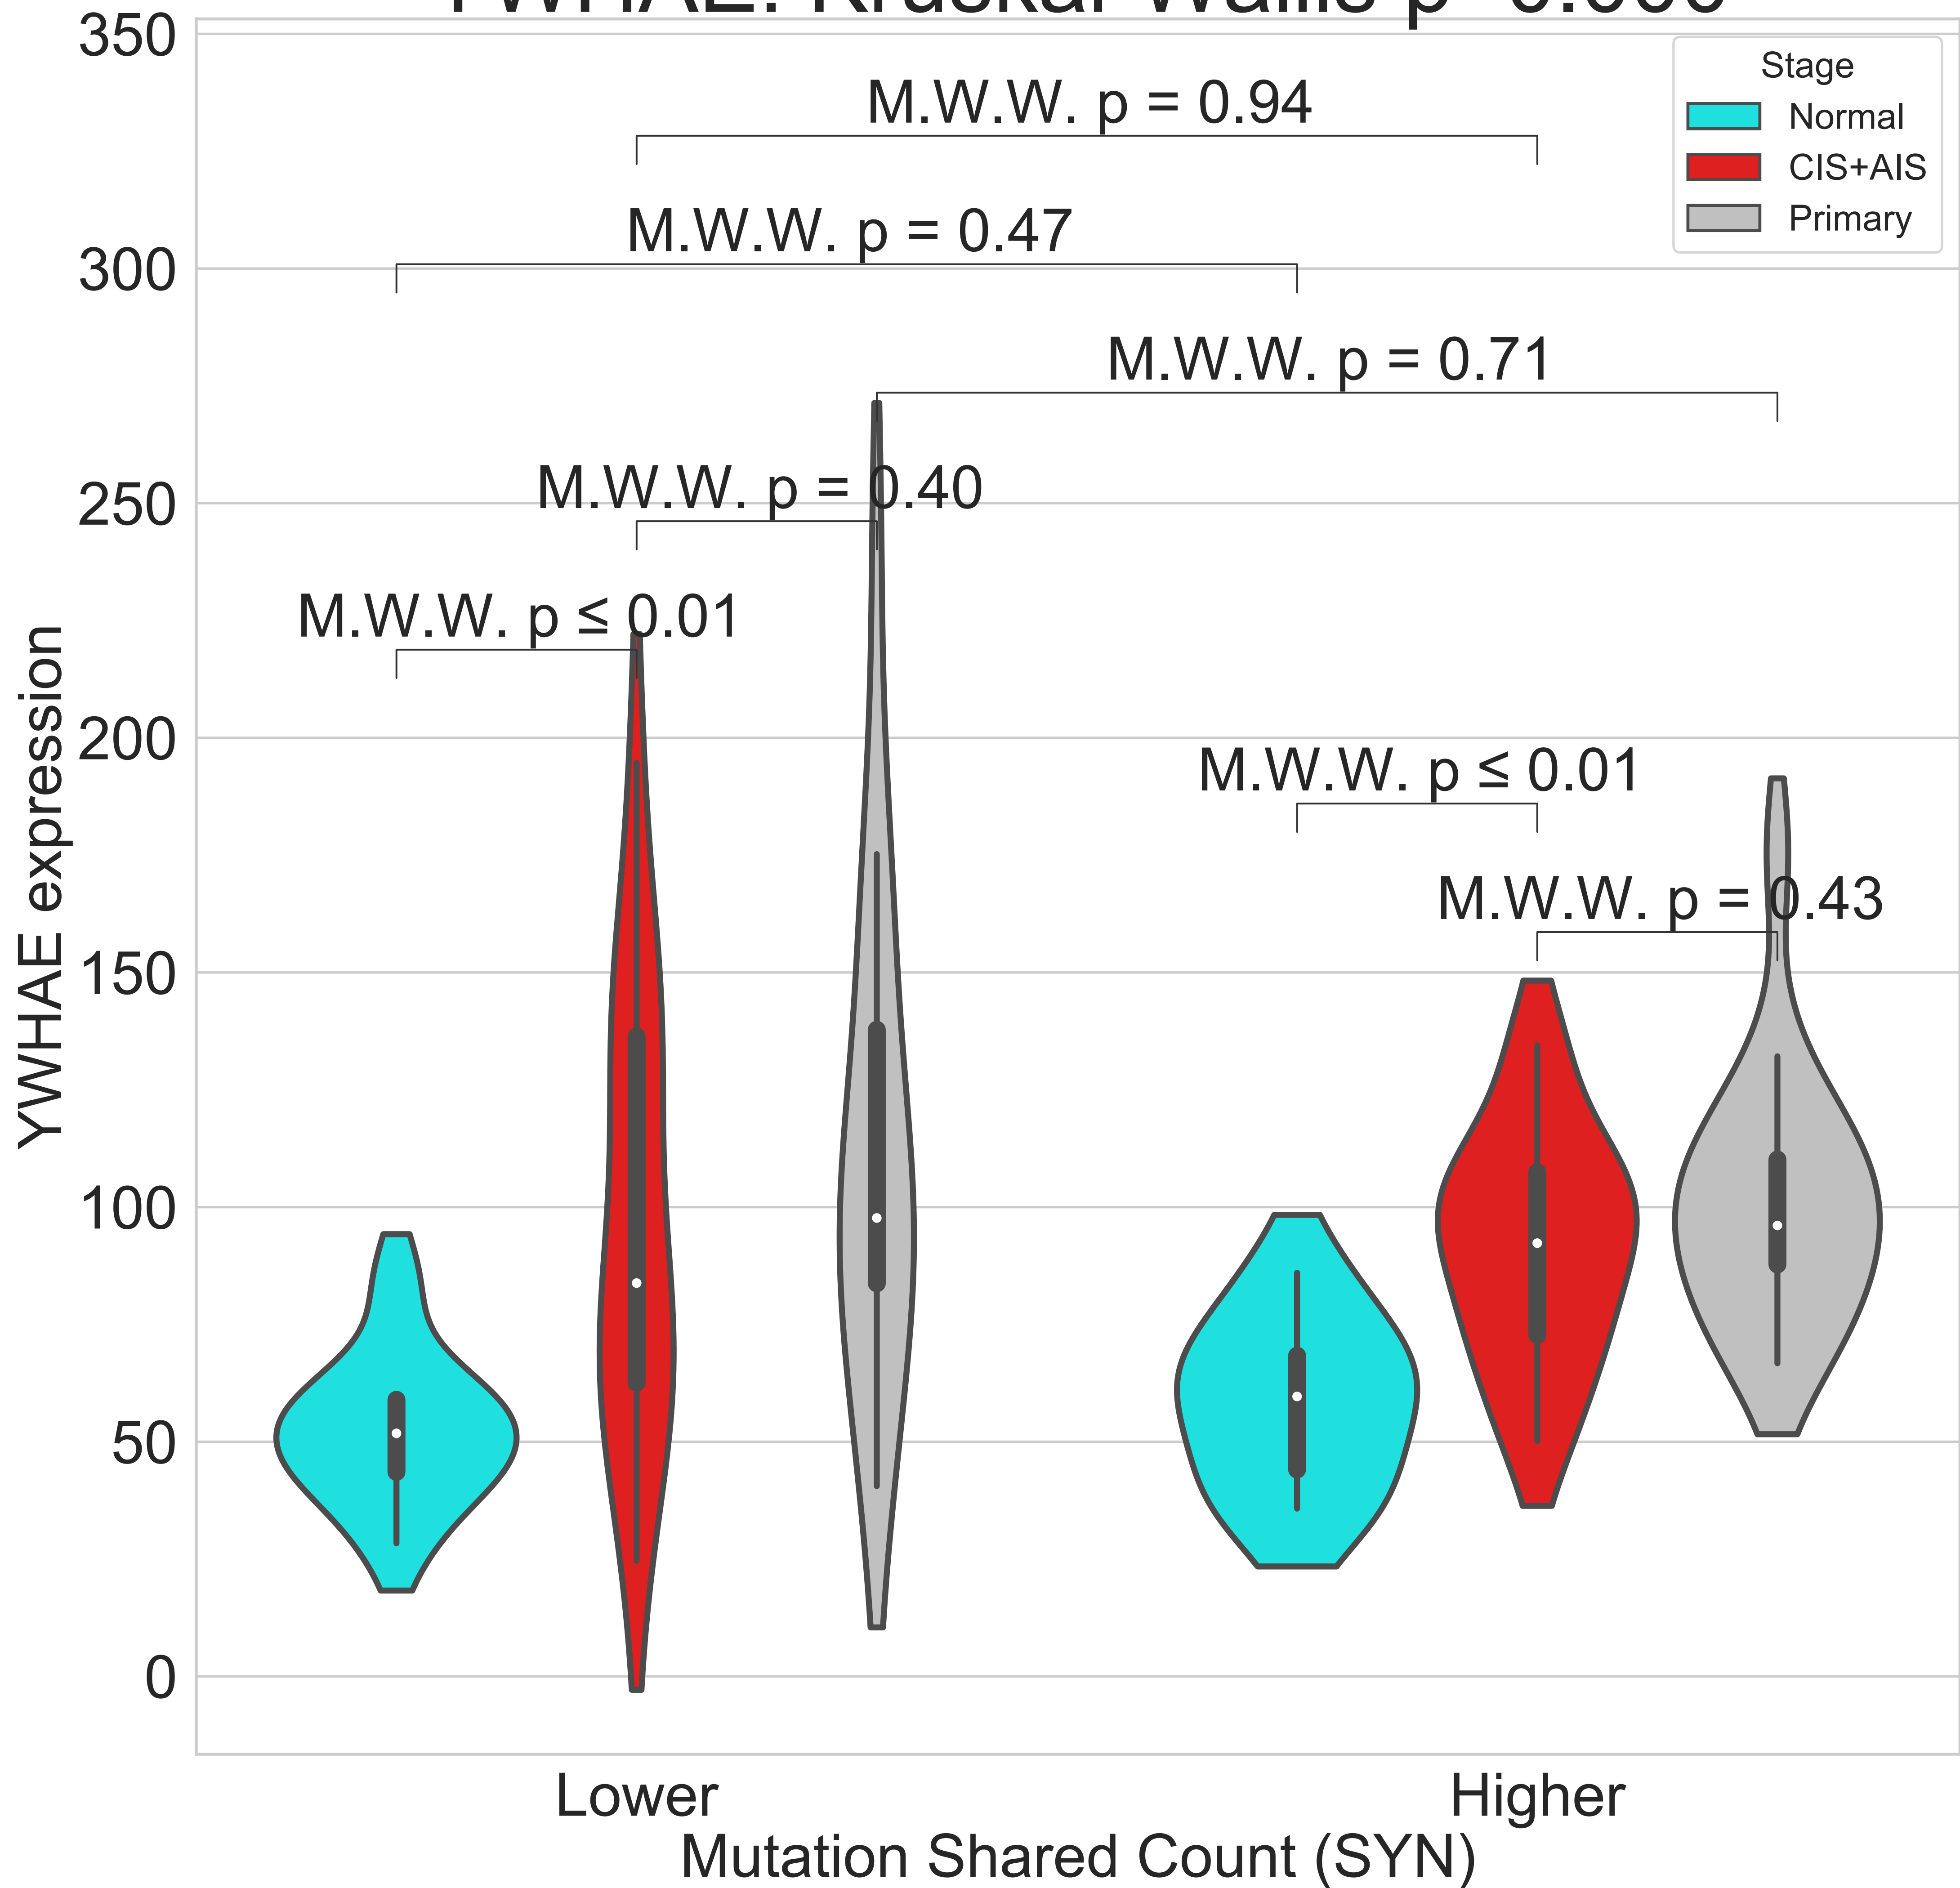 350
300
250
200
150
100
50
0
YWHAE expression
Stage
Normal
CIS+AIS
Primary
M.W.W. p = 0.94
M.W.W. p = 0.47
M.W.W. p = 0.71
M.W.W. p = 0.40
M.W.W. p ≤ 0.01
M.W.W. p ≤ 0.01
M.W.W. p = 0.43
Lower
Higher
Mutation Shared Count (SYN)